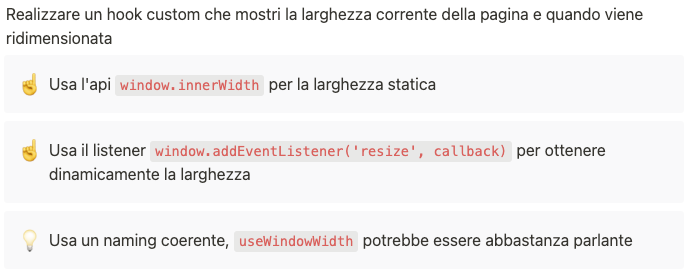 Realizzare un hook custom che mostri la larghezza corrente della pagina e quando viene
ridimensionata
Usa l'api window.innerWidth per la larghezza statica
Usa il listener window.addEventListener('resize', callback) per ottenere
dinamicamente la larghezza
Usa un naming coerente, useWindowWidth potrebbe essere abbastanza parlante